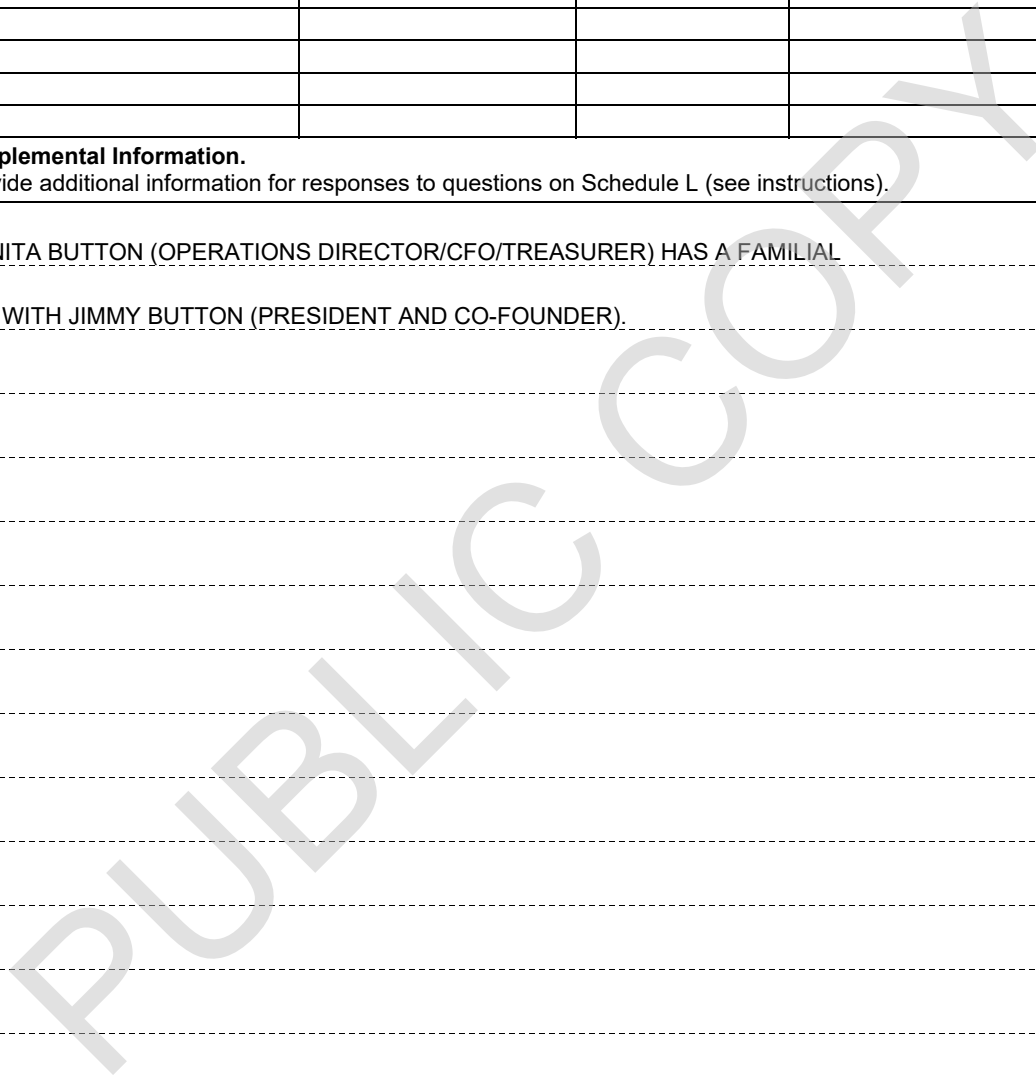 plemental Information.
vide additional information for responses to questions on Schedule L (see instructions).
NITA BUTTON (OPERATIONS DIRECTOR/CFO/TREASURER) HAS A FAMILIAL
WITH JIMMY BUTTON (PRESIDENT AND CO-FOUNDER).
PUBLIC COPY